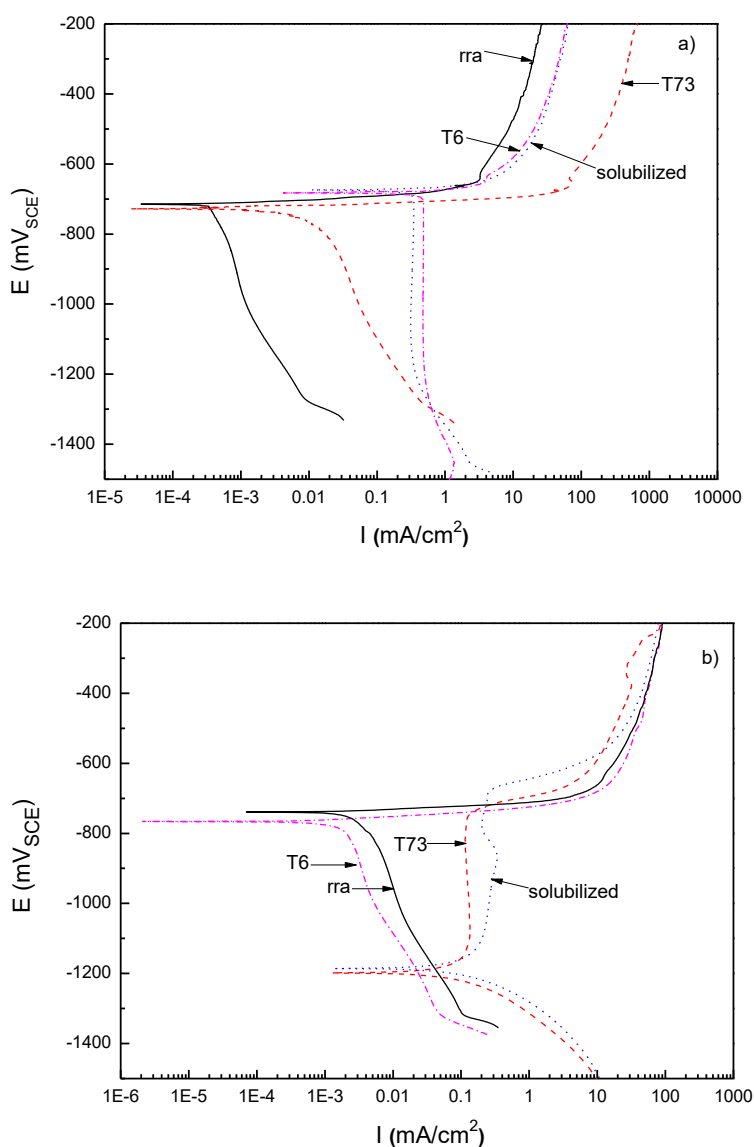 -200
a)
rra
T73
-400
T6
-600
solubilized
E (mV_SCE)
-800
-1000
-1200
-1400
1E-5 1E-4 1E-3 0.01 0.1 1 10 100 1000 10000
I (mA/cm²)
-200
b)
-400
-600
E (mV_SCE)
-800
T73
T6
rra
solubilized
-1000
-1200
-1400
1E-6 1E-5 1E-4 1E-3 0.01 0.1 1 10 100 1000
I (mA/cm²)